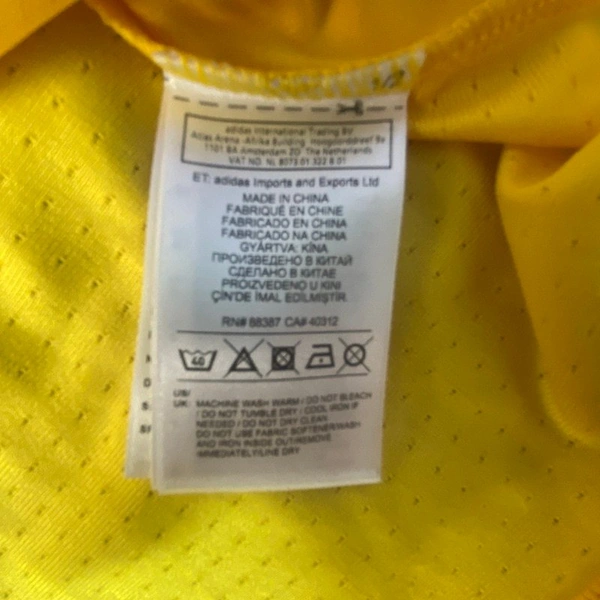 adidas International Trading BV
Atlas Arena -Afrika Building Hoogoorddreef 9a
1101 BA Amsterdam ZO The Netherlands
VAT NO. NL 8073 01 322 B 01
ET: adidas Imports and Exports Ltd
MADE IN CHINA
FABRIQUÉ EN CHINE
FABRICADO EN CHINA
FABRICADO NA CHINA
GYÁRTVA: KÍNA
ПРОИЗВЕДЕНО В КИТАЙ
СДЕЛАНО В КИТАЕ
PROIZVEDENO U KINI
ÇİN'DE İMAL EDİLMİŞTİR.
RN# 88387 CA# 40312
40
US/
UK: MACHINE WASH WARM / DO NOT BLEACH
/ DO NOT TUMBLE DRY / COOL IRON IF
NEEDED / DO NOT DRY CLEAN
DO NOT USE FABRIC SOFTENER/WASH
AND IRON INSIDE OUT/REMOVE
IMMEDIATELY/LINE DRY